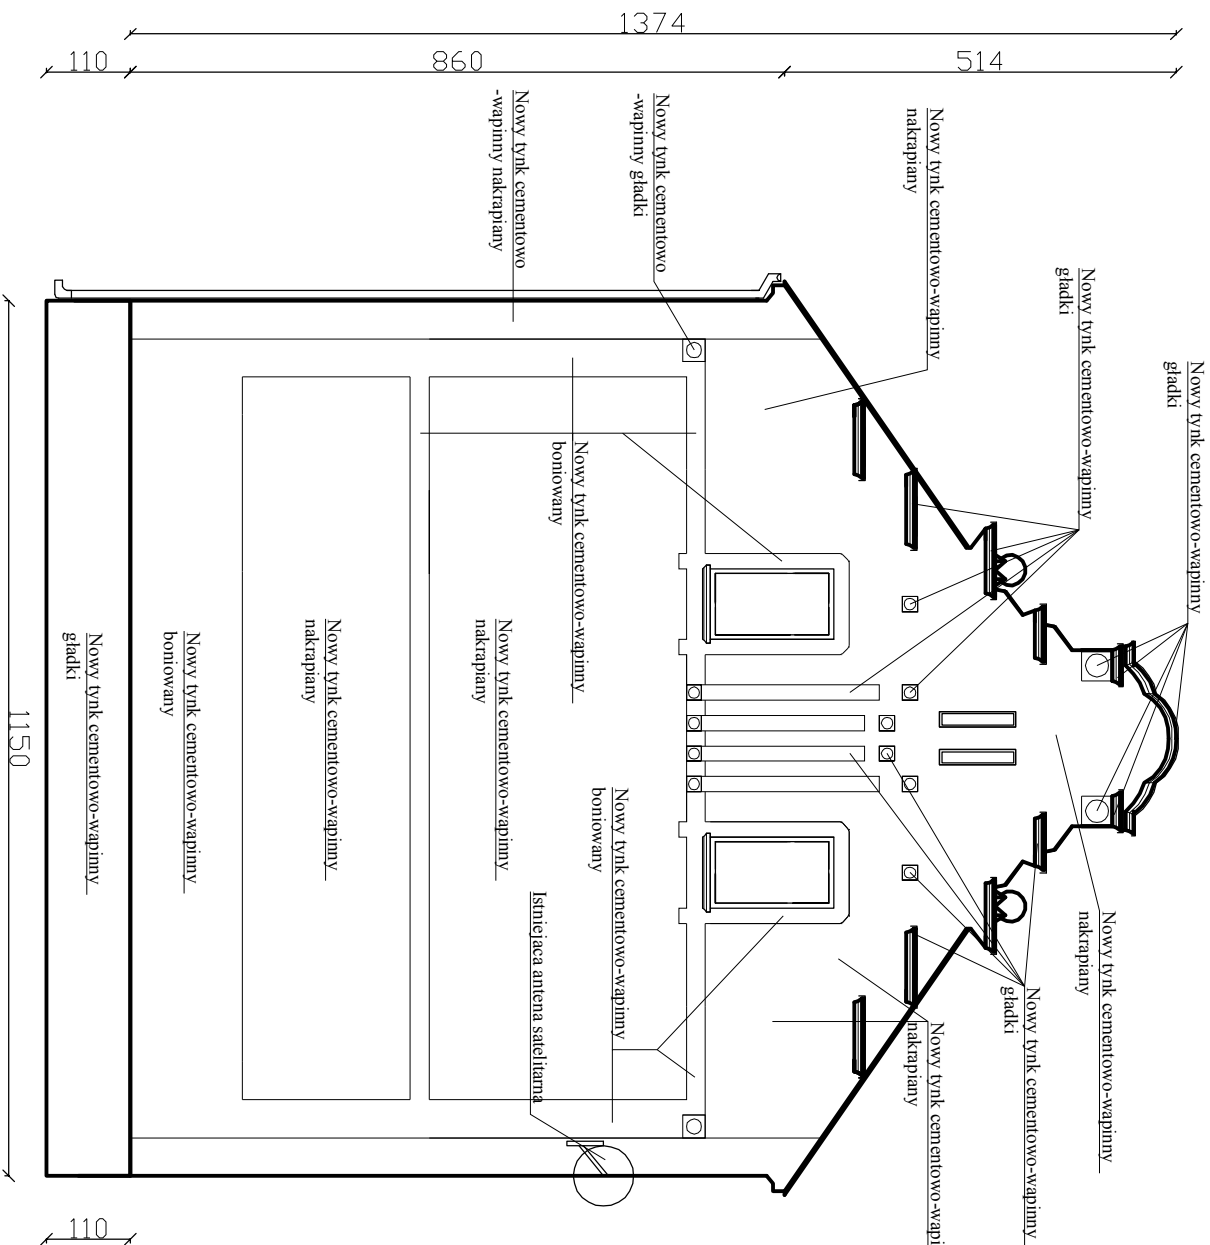 1374
110
860
514
Nowy tynk cementowo
-wapinny nakrapiany
Nowy tynk cementowo
-wapinny gładki
Nowy tynk cementowo-wapinny
nakrapiany
Nowy tynk cementowo-wapinny
gładki
Nowy tynk cementowo-wapinny
gładki
Nowy tynk cementowo-wapinny
boniowany
Nowy tynk cementowo-wapinny
gładki
Nowy tynk cementowo-wapinny
boniowany
Nowy tynk cementowo-wapinny
nakrapiany
Nowy tynk cementowo-wapinny
nakrapiany
Nowy tynk cementowo-wapinny
boniowany
Istniejaca antena satelitarna
Nowy tynk cementowo-wapinny
nakrapiany
Nowy tynk cementowo-wapinny
gładki
Nowy tynk cementowo-wapi
nakrapiany
1150
110